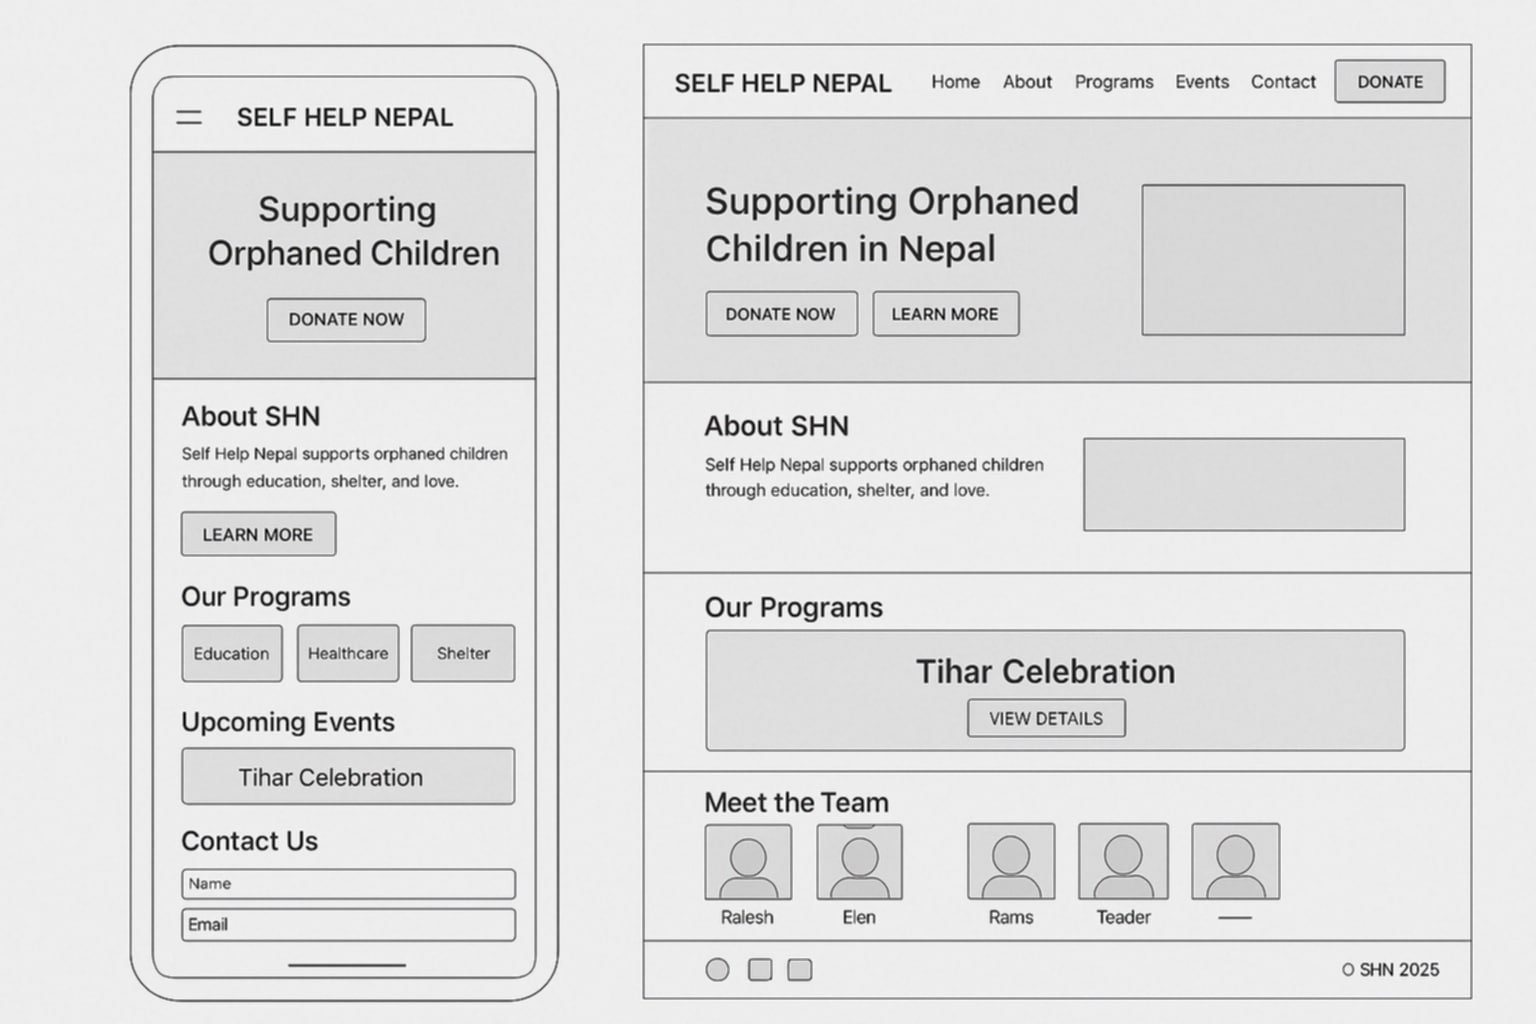 SELF HELP NEPAL
Supporting
Orphaned Children
DONATE NOW
About SHN
Self Help Nepal supports orphaned children
through education, shelter, and love.
LEARN MORE
Our Programs
Education Healthcare Shelter
Upcoming Events
Tihar Celebration
Contact Us
Name
Email
SELF HELP NEPAL Home About Programs Events Contact DONATE
Supporting Orphaned
Children in Nepal
DONATE NOW LEARN MORE
About SHN
Self Help Nepal supports orphaned children
through education, shelter, and love.
Our Programs
Tihar Celebration
VIEW DETAILS
Meet the Team
Ralesh Elen Rams Teader
O SHN 2025